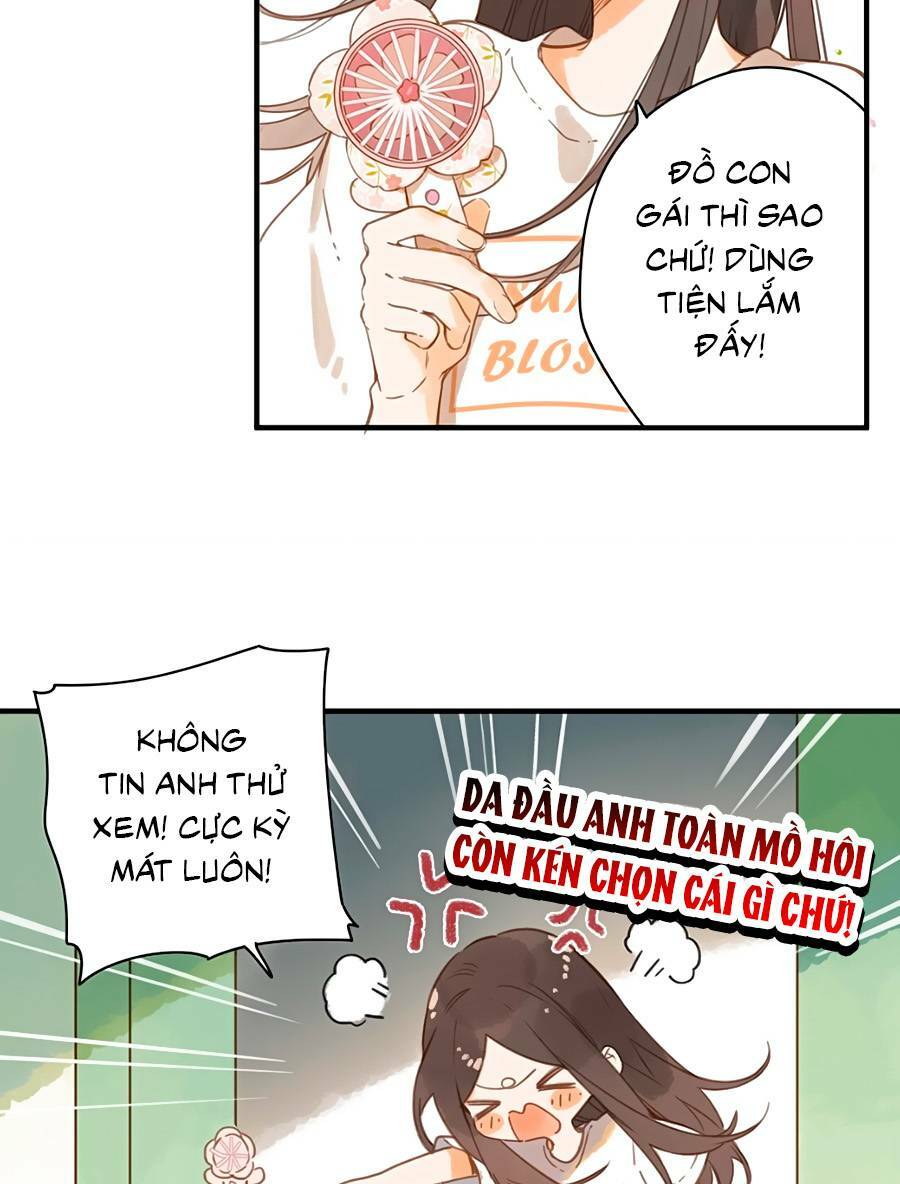 ĐỒ CON
GÁI THÌ SAO
CHỨ! DÙNG
TIỆN LẮM
ĐẤY!
BLOS
KHÔNG
TIN ANH THỬ
XEM! CỰC KỲ
MÁT LUÔN!
DA ĐẦU ANH TOÀN MỒ HÔI
CÒN KÉN CHỌN CÁI GÌ CHỨ!